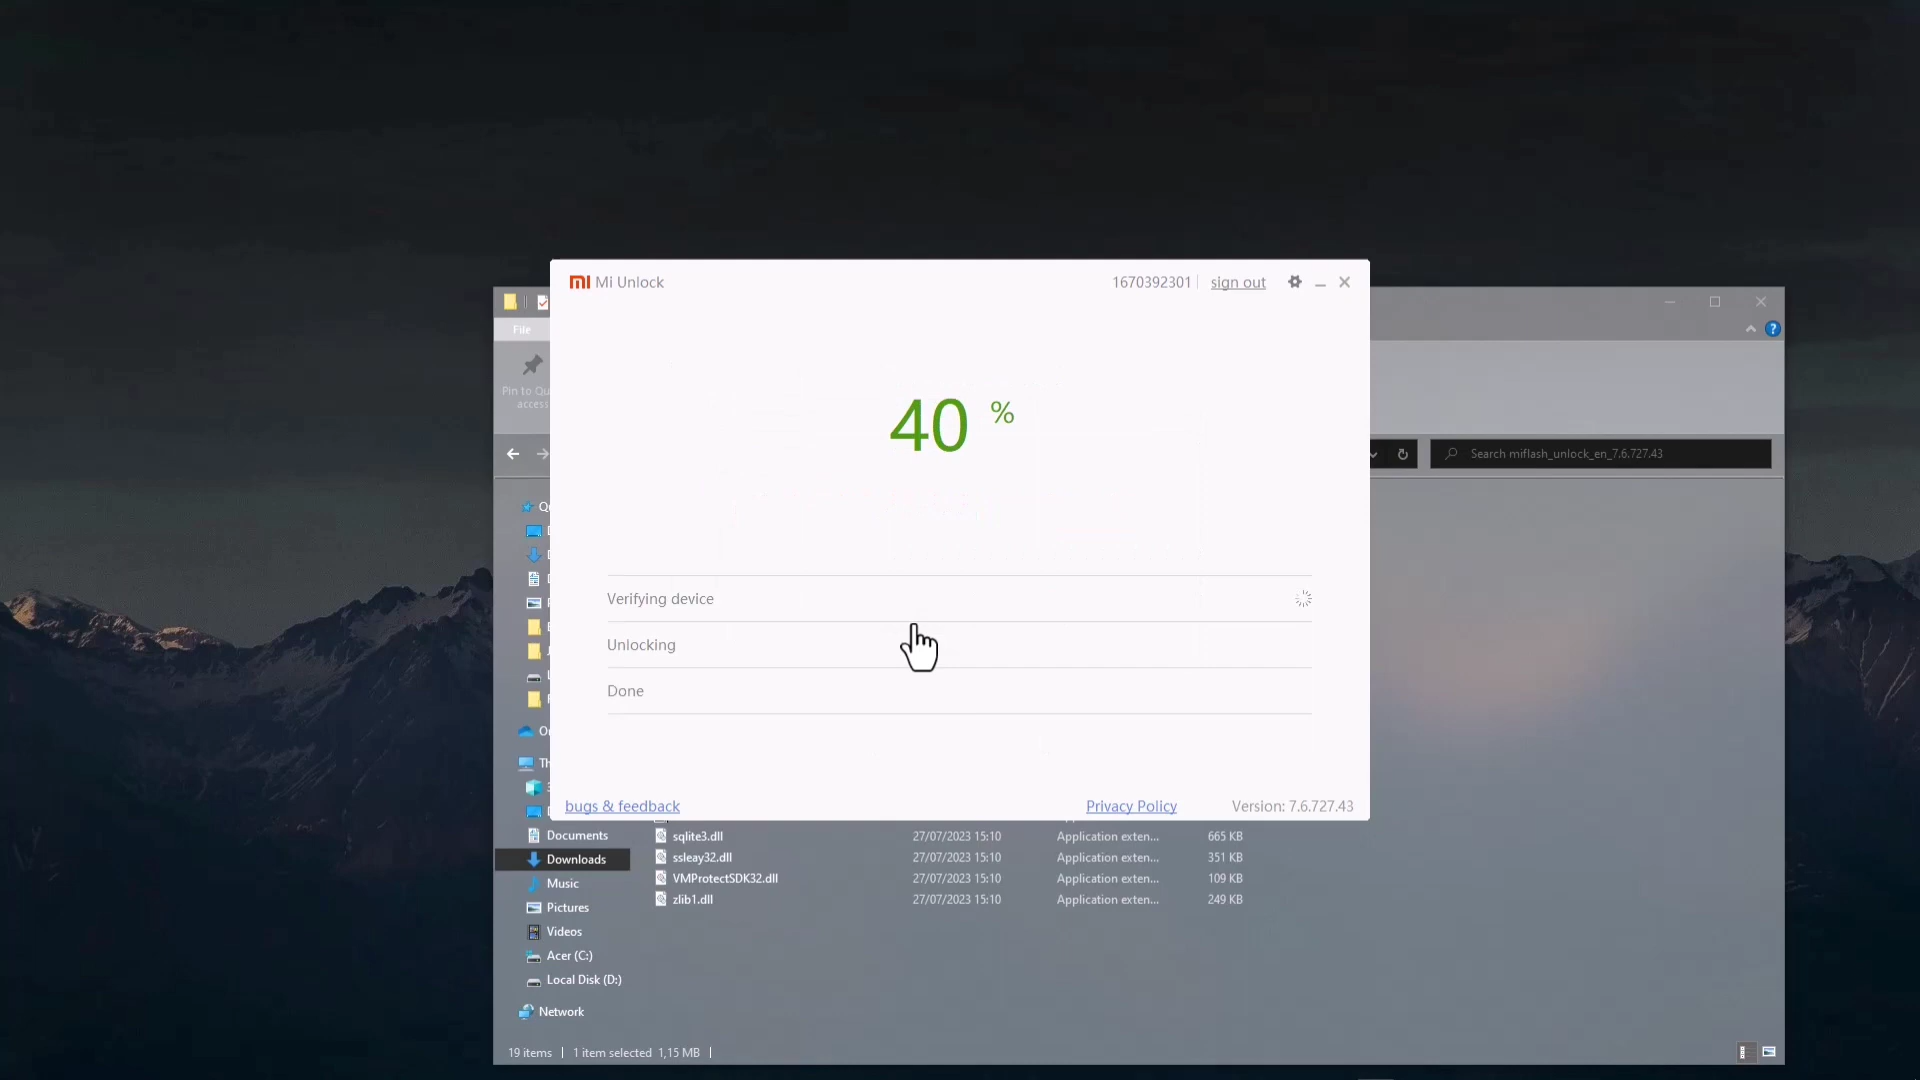 Mi Unlock
1670392301
sign out
File
Pin to Qu
access
40 %
Search miflash_unlock_en_7.6.727.43
Verifying device
Unlocking
Done
bugs & feedback
Privacy Policy
Version: 7.6.727.43
Documents
Downloads
Music
Pictures
Videos
Acer (C:)
Local Disk (D:)
Network
sqlite3.dll 27/07/2023 15:10 Application exten... 665 KB
ssleay32.dll 27/07/2023 15:10 Application exten... 351 KB
VMProtectSDK32.dll 27/07/2023 15:10 Application exten... 109 KB
zlib1.dll 27/07/2023 15:10 Application exten... 249 KB
19 items
1 item selected 1,15 MB